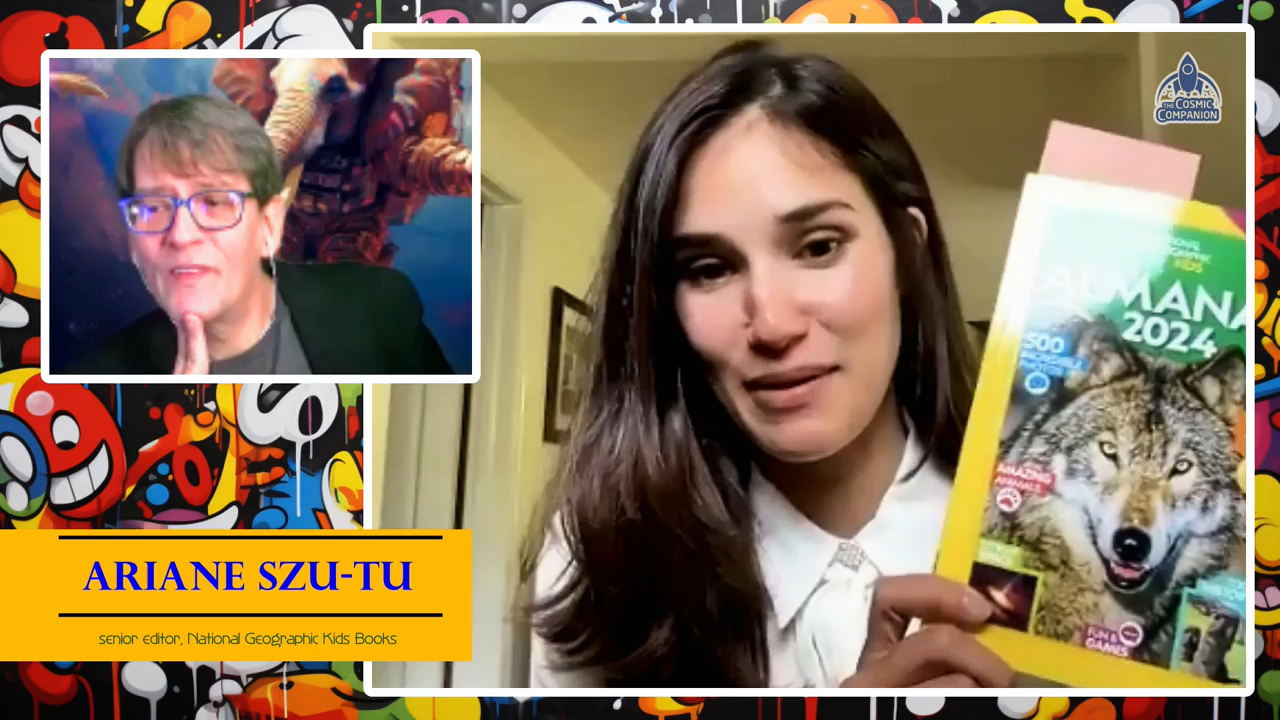 THE COSMIC
COMPANION
KIDS
ALMANA
2024
500
AMAZING
ANIMALS
FUN &
GAMES
ARIANE SZU-TU
senior editor, National Geographic Kids Books